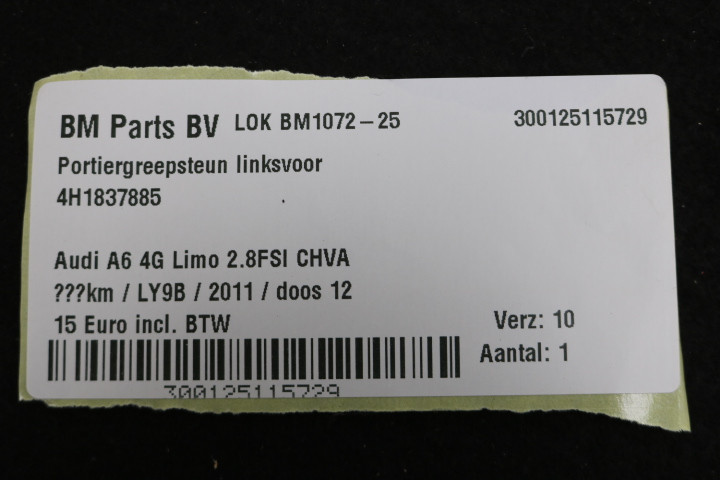 BM Parts BV LOK BM1072-25 300125115729
Portiergreepsteun linksvoor
4H1837885
Audi A6 4G Limo 2.8FSI CHVA
???km / LY9B / 2011 / doos 12
15 Euro incl. BTW Verz: 10
Aantal: 1
300125115729